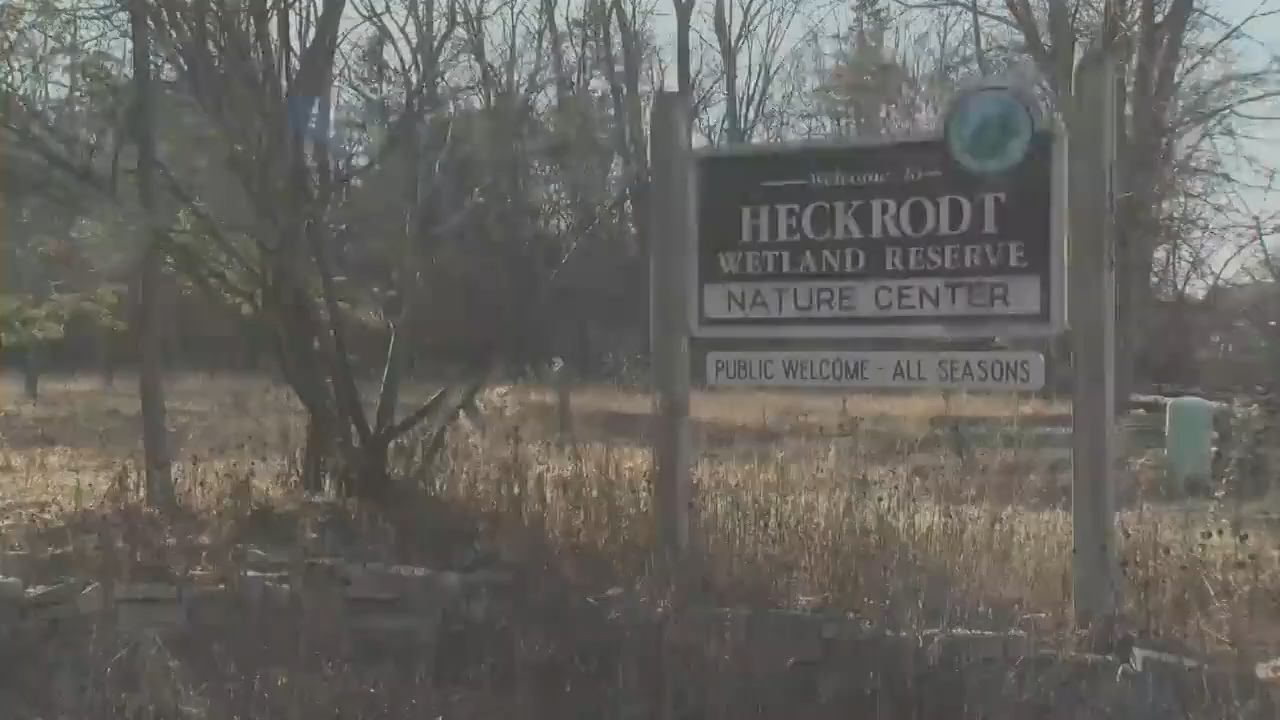 welcome to
HECKRODT
WETLAND RESERVE
NATURE CENTER
PUBLIC WELCOME - ALL SEASONS